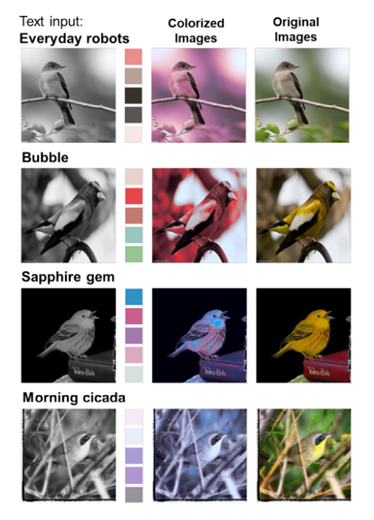 Text input:
Everyday robots
Colorized
Images
Original
Images
Bubble
Sapphire gem
Morning cicada